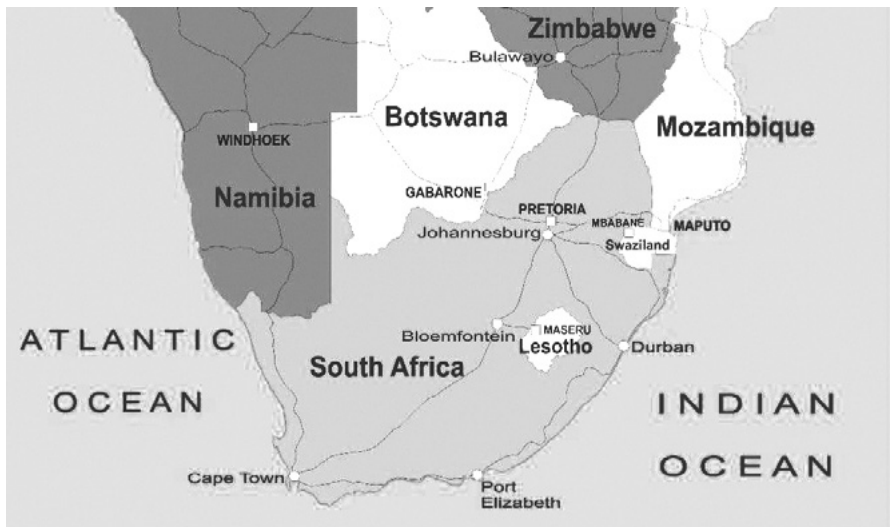 Zimbabwe
Bulawayo
Botswana
Mozambique
WINDHOEK
Namibia
GABARONE
PRETORIA
MBABANE
MAPUTO
Johannesburg
Swaziland
ATLANTIC
OCEAN
Bloemfontein
MASERU
Lesotho
Durban
South Africa
INDIAN
OCEAN
Cape Town
Port
Elizabeth